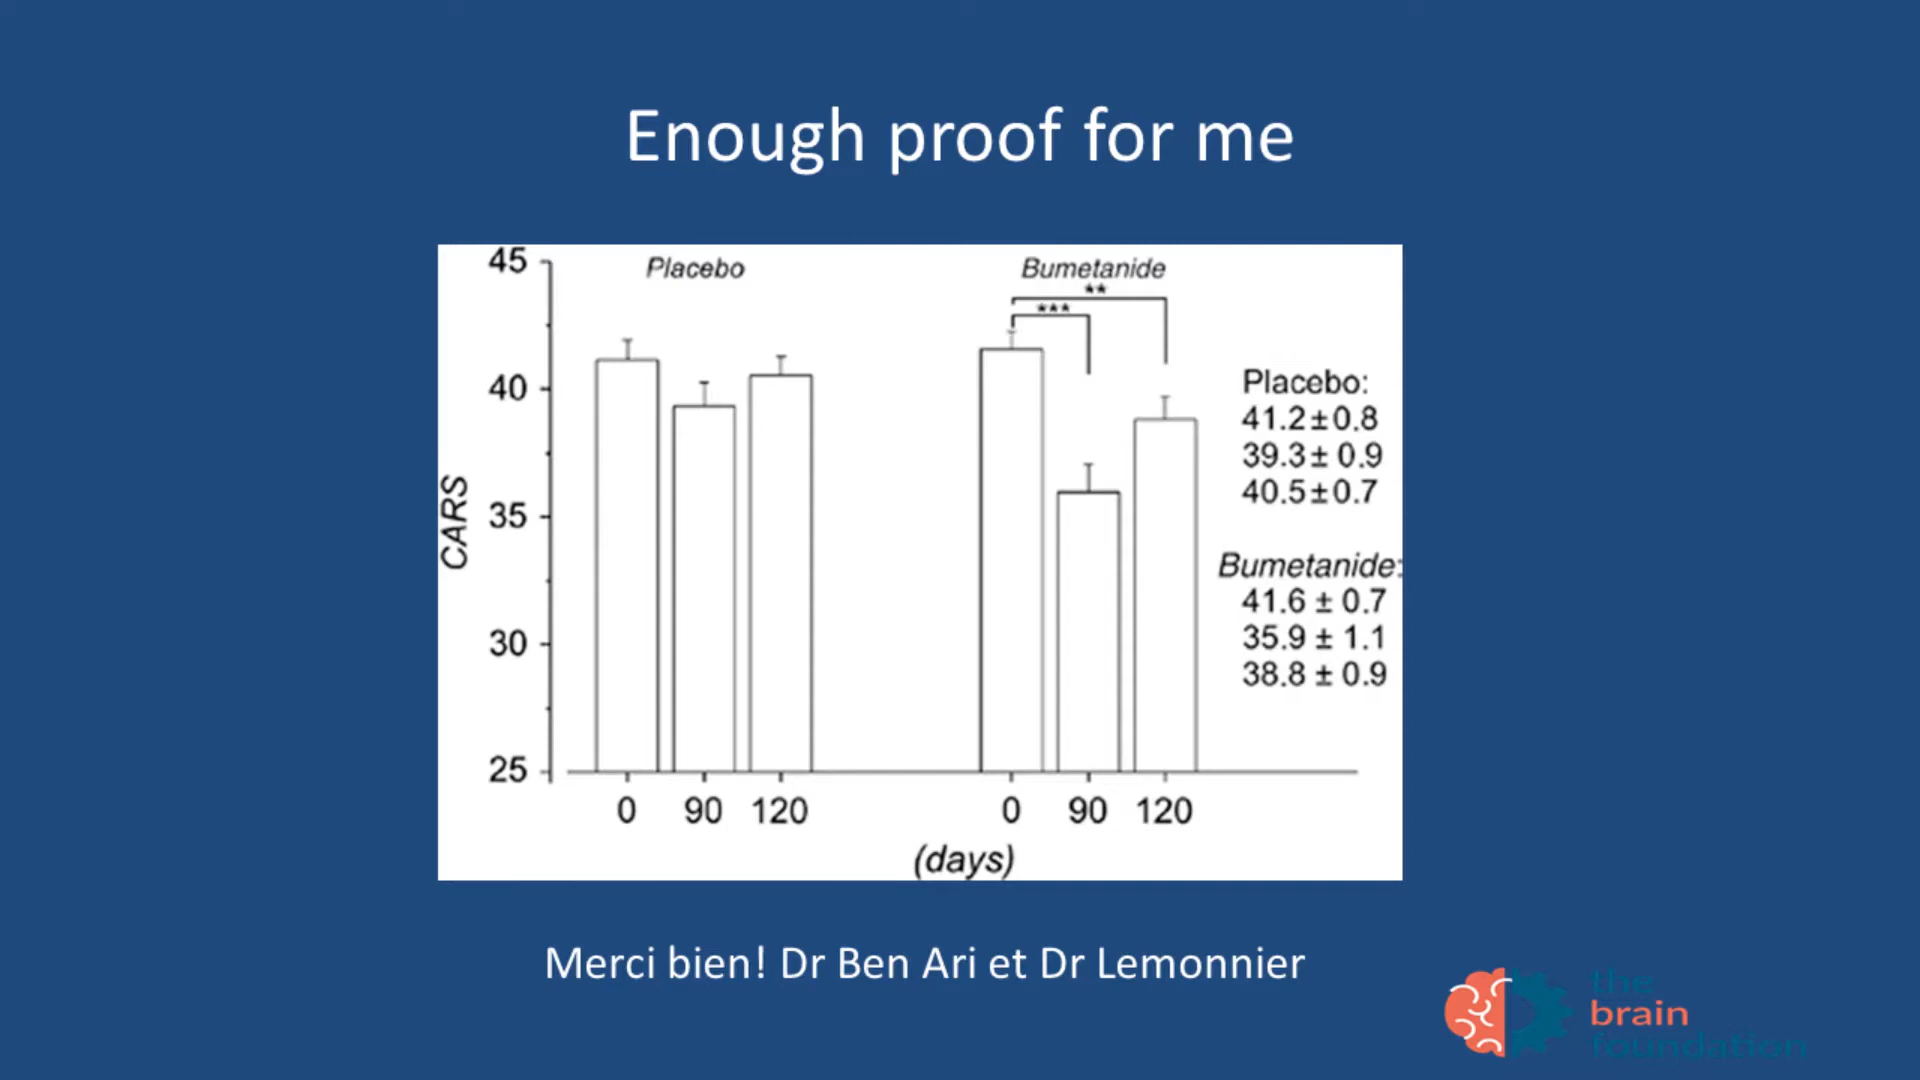 Enough proof for me
Placebo
Bumetanide
**
***
45
40
35
30
25
CARS
0 90 120
0 90 120
(days)
Placebo:
41.2±0.8
39.3± 0.9
40.5±0.7
Bumetanide:
41.6 ± 0.7
35.9 ± 1.1
38.8 ± 0.9
Merci bien! Dr Ben Ari et Dr Lemonnier
the
brain
foundation